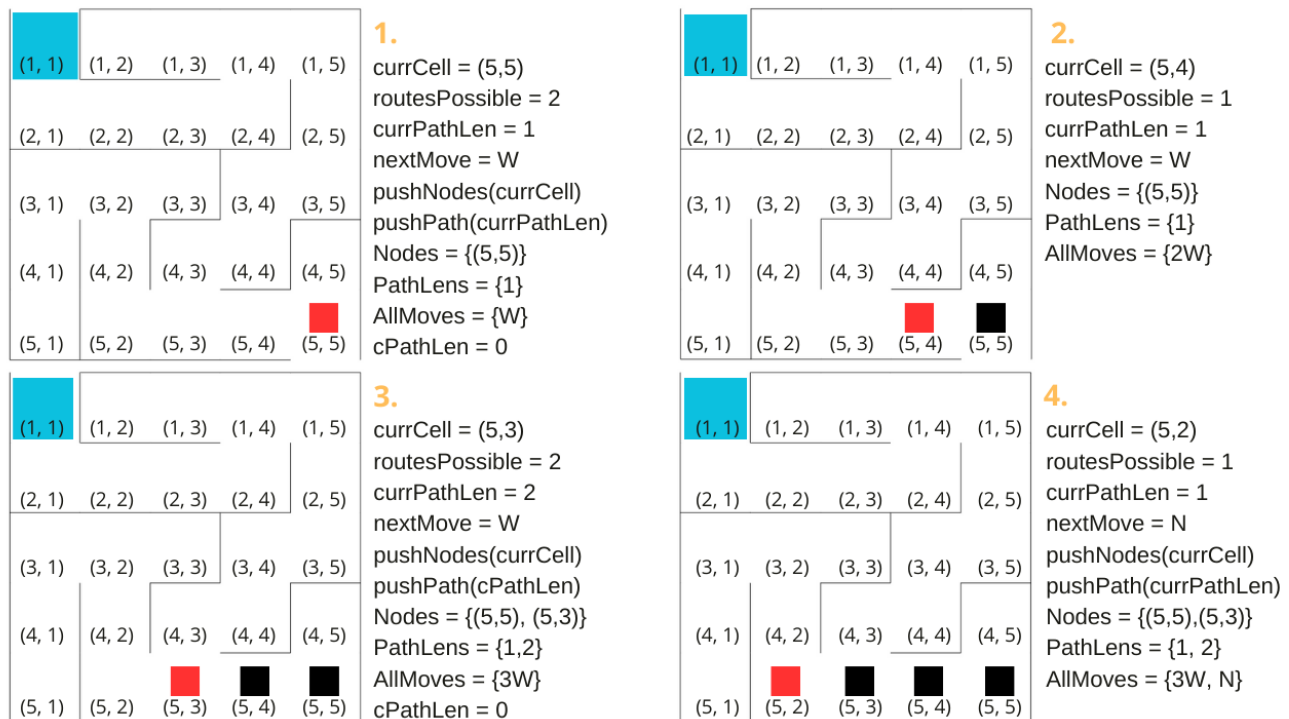 (1, 1) (1, 2) (1, 3) (1, 4) (1, 5)
(2, 1) (2, 2) (2, 3) (2, 4) (2, 5)
(3, 1) (3, 2) (3, 3) (3, 4) (3, 5)
(4, 1) (4, 2) (4, 3) (4, 4) (4, 5)
(5, 1) (5, 2) (5, 3) (5, 4) (5, 5)
1.
currCell = (5,5)
routesPossible = 2
currPathLen = 1
nextMove = W
pushNodes(currCell)
pushPath(currPathLen)
Nodes = {(5,5)}
PathLens = {1}
AllMoves = {W}
cPathLen = 0
(1, 1) (1, 2) (1, 3) (1, 4) (1, 5)
(2, 1) (2, 2) (2, 3) (2, 4) (2, 5)
(3, 1) (3, 2) (3, 3) (3, 4) (3, 5)
(4, 1) (4, 2) (4, 3) (4, 4) (4, 5)
(5, 1) (5, 2) (5, 3) (5, 4) (5, 5)
2.
currCell = (5,4)
routesPossible = 1
currPathLen = 1
nextMove = W
Nodes = {(5,5)}
PathLens = {1}
AllMoves = {2W}
(1, 1) (1, 2) (1, 3) (1, 4) (1, 5)
(2, 1) (2, 2) (2, 3) (2, 4) (2, 5)
(3, 1) (3, 2) (3, 3) (3, 4) (3, 5)
(4, 1) (4, 2) (4, 3) (4, 4) (4, 5)
(5, 1) (5, 2) (5, 3) (5, 4) (5, 5)
3.
currCell = (5,3)
routesPossible = 2
currPathLen = 2
nextMove = W
pushNodes(currCell)
pushPath(cPathLen)
Nodes = {(5,5), (5,3)}
PathLens = {1,2}
AllMoves = {3W}
cPathLen = 0
(1, 1) (1, 2) (1, 3) (1, 4) (1, 5)
(2, 1) (2, 2) (2, 3) (2, 4) (2, 5)
(3, 1) (3, 2) (3, 3) (3, 4) (3, 5)
(4, 1) (4, 2) (4, 3) (4, 4) (4, 5)
(5, 1) (5, 2) (5, 3) (5, 4) (5, 5)
4.
currCell = (5,2)
routesPossible = 1
currPathLen = 1
nextMove = N
pushNodes(currCell)
pushPath(currPathLen)
Nodes = {(5,5),(5,3)}
PathLens = {1, 2}
AllMoves = {3W, N}